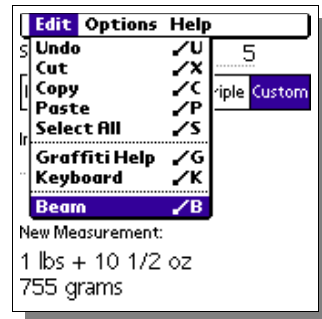 Edit Options Help
Undo U
5
Cut X
Copy C
iple Custom
Paste P
Select All S
Graffiti Help G
Keyboard K
Beam B
New Measurement:
1 lbs + 10 1/2 oz
755 grams